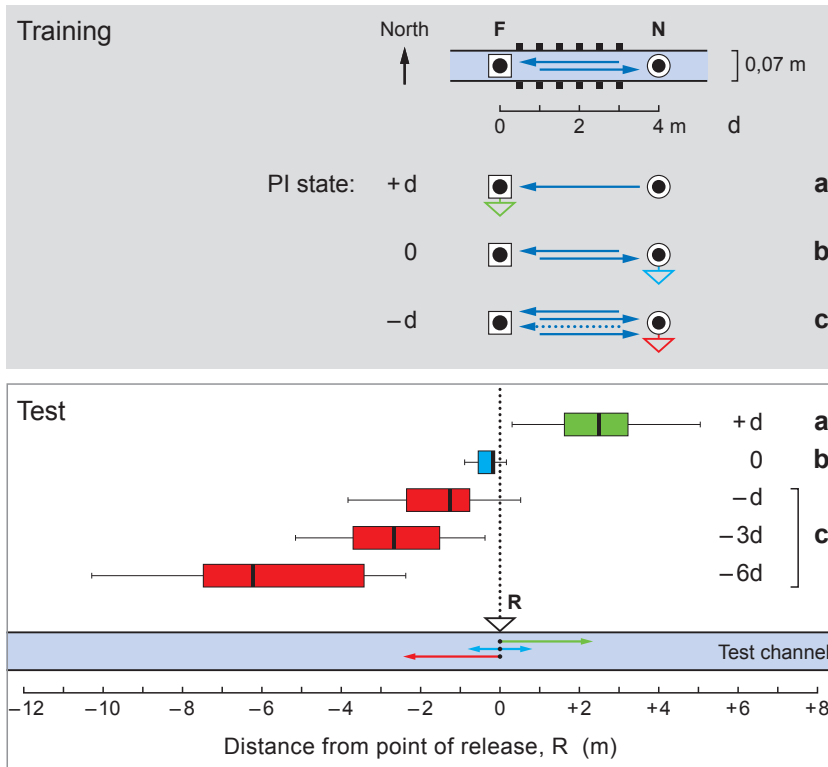 Training
North F N
0,07 m
0 2 4 m d
PI state: +d a
0 b
−d c
Test
+d a
0 b
−d
−3d c
−6d
R
Test channel
−12 −10 −8 −6 −4 −2 0 +2 +4 +6 +8
Distance from point of release, R (m)